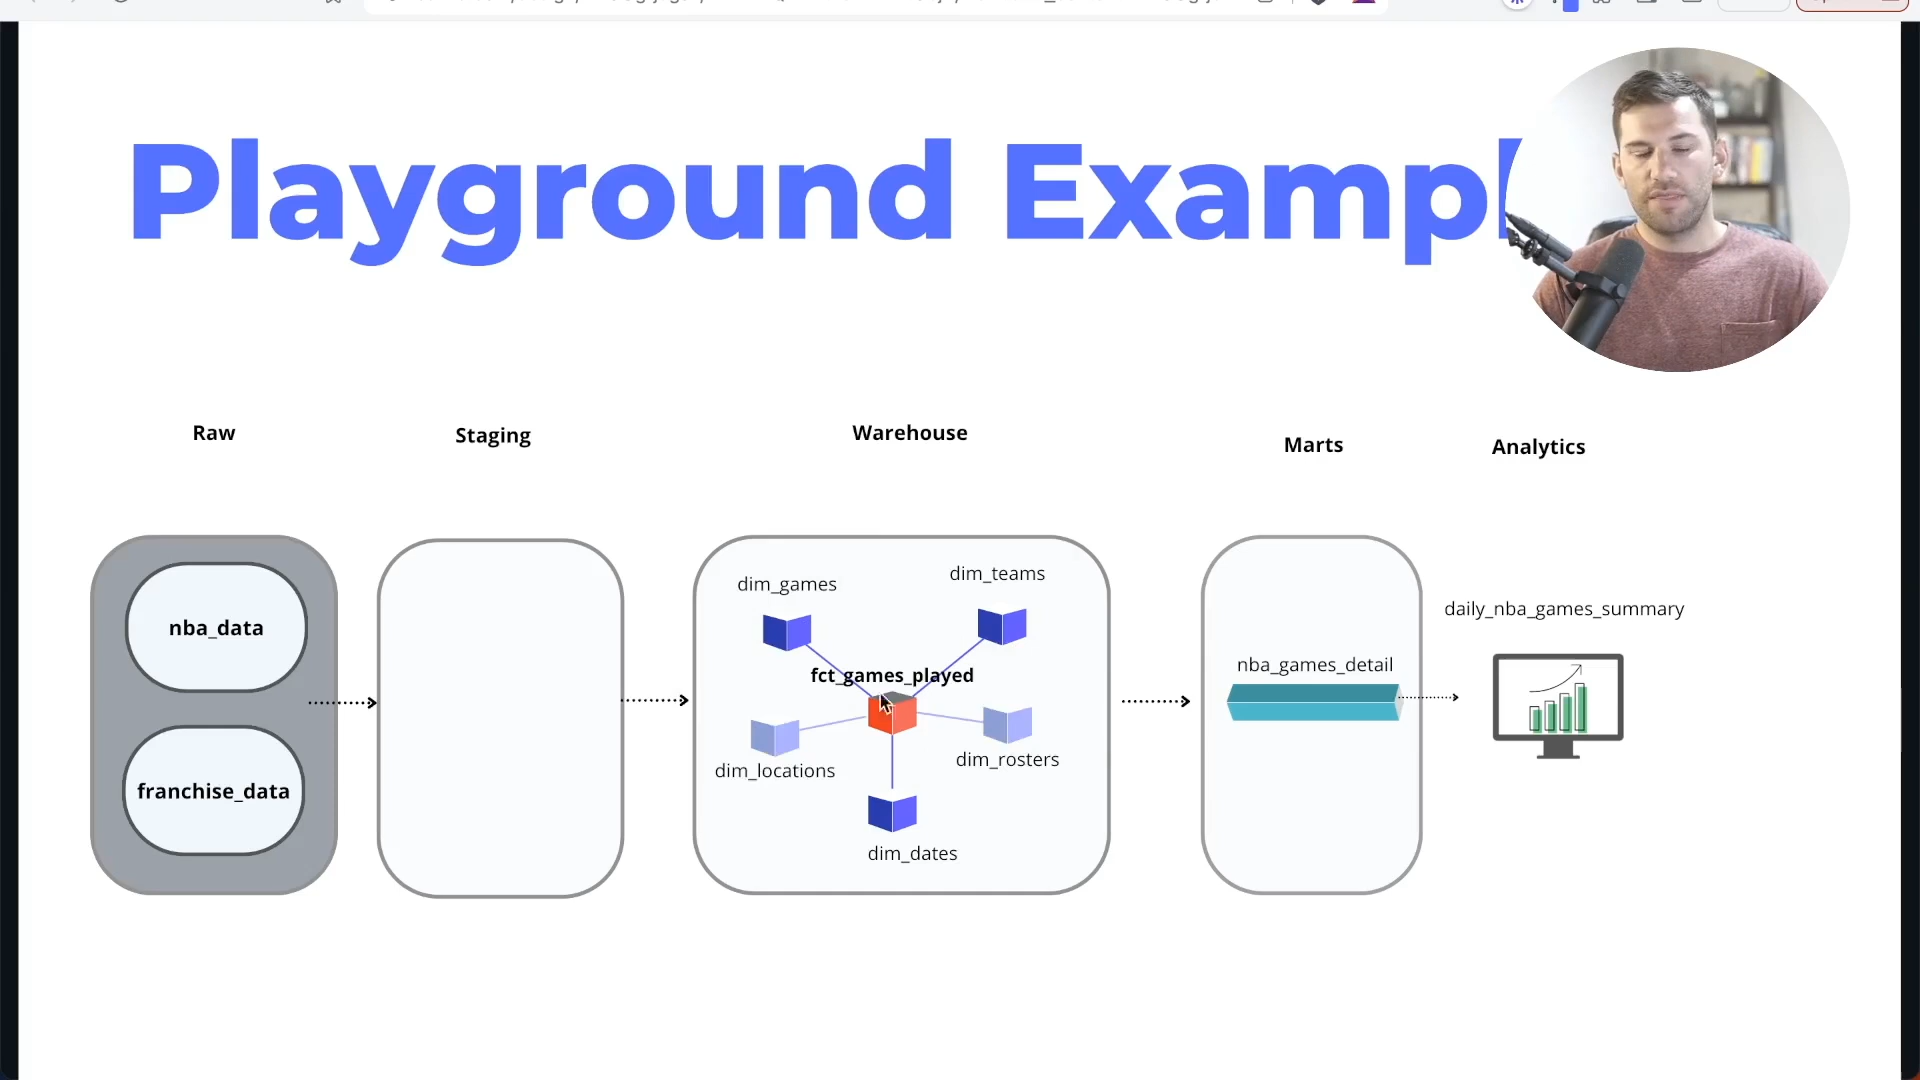 Playground Exampl
Raw
Staging
Warehouse
Marts
Analytics
nba_data
franchise_data
dim_games
dim_teams
fct_games_played
dim_locations
dim_rosters
dim_dates
nba_games_detail
daily_nba_games_summary